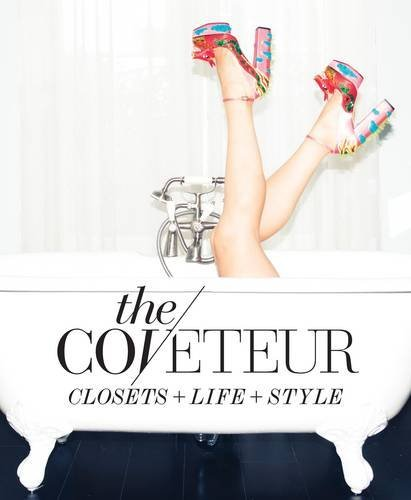 the
COVETEUR
CLOSETS + LIFE + STYLE